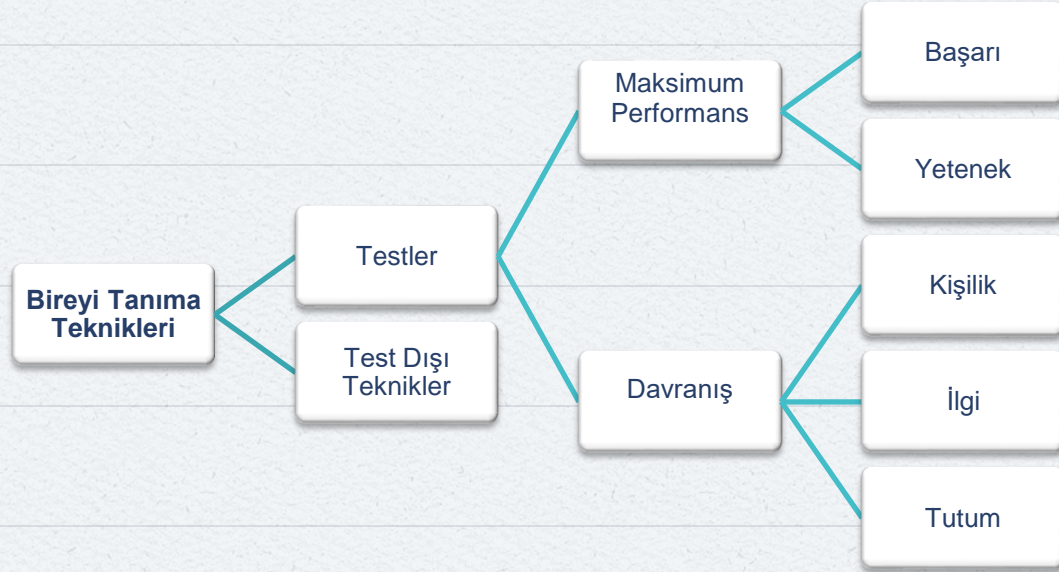 Bireyi Tanıma
Teknikleri
Testler
Test Dışı
Teknikler
Maksimum
Performans
Davranış
Başarı
Yetenek
Kişilik
İlgi
Tutum